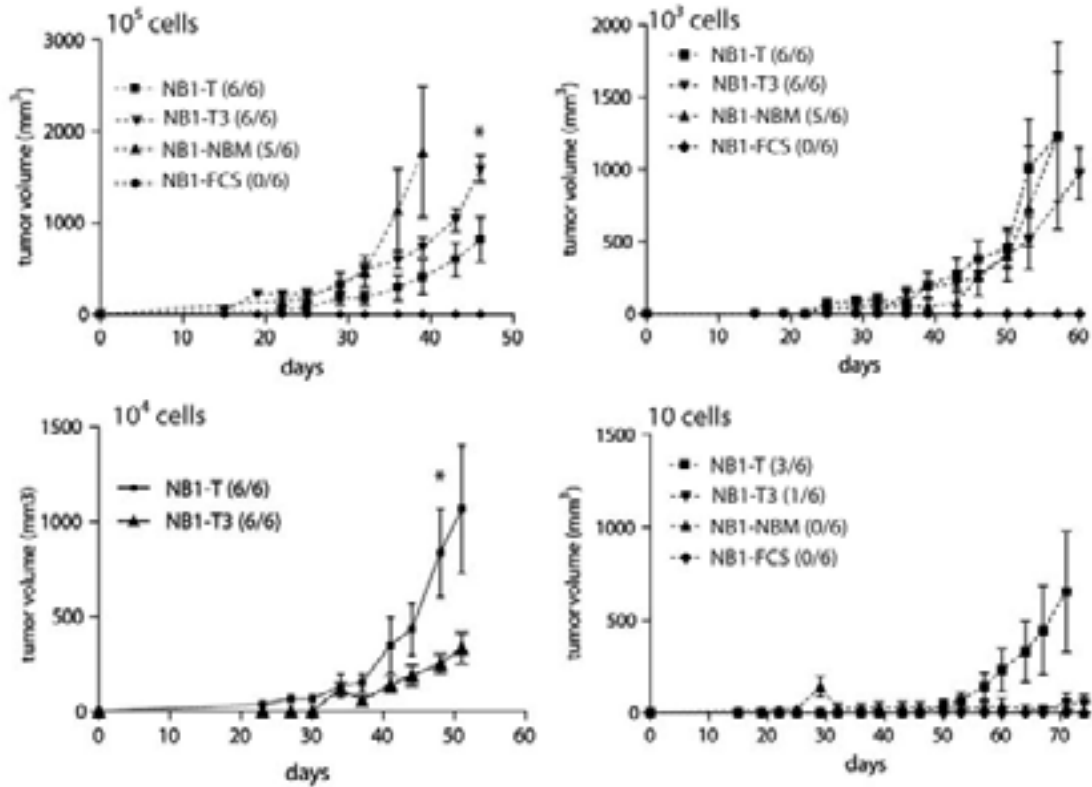 10⁵ cells
3000
2000
1000
0
tumor volume (mm³)
NB1-T (6/6)
NB1-T3 (6/6)
NB1-NBM (5/6)
NB1-FCS (0/6)
*
0 10 20 30 40 50
days
10³ cells
2000
1500
1000
500
0
tumor volume (mm³)
NB1-T (6/6)
NB1-T3 (6/6)
NB1-NBM (5/6)
NB1-FCS (0/6)
0 10 20 30 40 50 60
days
10⁴ cells
1500
1000
500
0
tumor volume (mm3)
NB1-T (6/6)
NB1-T3 (6/6)
*
0 10 20 30 40 50 60
days
10 cells
1500
1000
500
0
tumor volume (mm³)
NB1-T (3/6)
NB1-T3 (1/6)
NB1-NBM (0/6)
NB1-FCS (0/6)
0 10 20 30 40 50 60 70
days